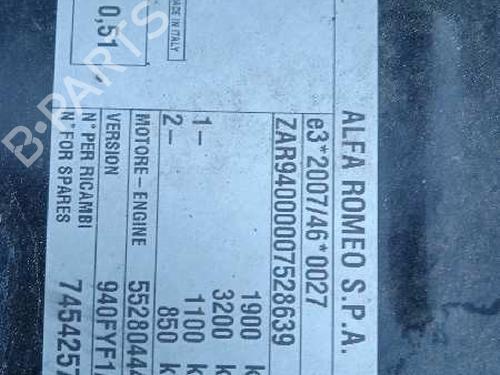 ALFA ROMEO S.P.A.
e3*2007/46*0027
ZAR94000007528639
1900 k
3200 k
1- 1100 k
2- 850 k
MOTORE-ENGINE 55280444
VERSION 940FYF1
N° PER RICAMBI
N° FOR SPARES 7454257
MADE IN ITALY
0,51
B-PARTS